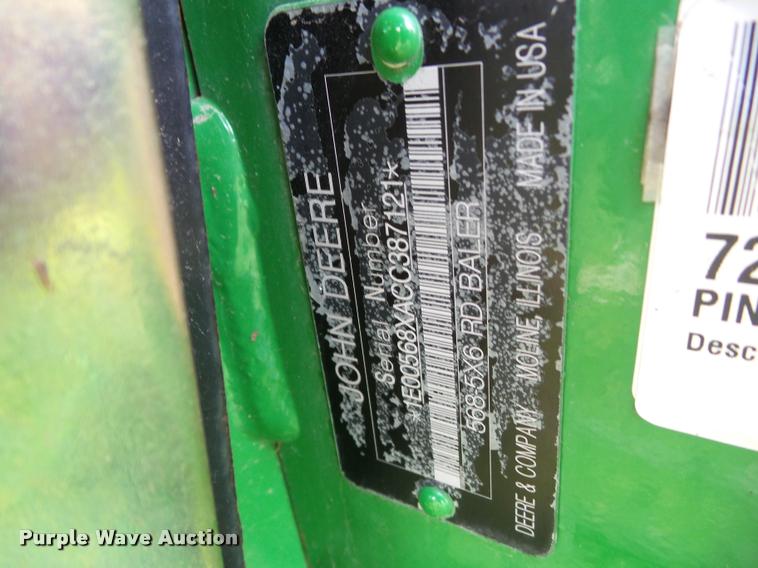 JOHN DEERE
Serial Number
1E00568XACC387121*
568 5X6 RD BALER
DEERE & COMPANY MOLINE, ILLINOIS MADE IN USA
72
PIN
Desc
Purple Wave Auction